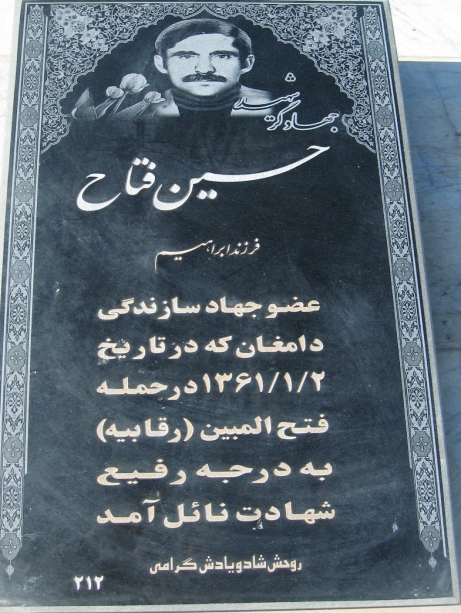 شهید
جهادگر
حسین فتاح
فرزند ابراهیم
عضو جهاد سازندگی
دامغان که در تاریخ
۱۳۶۱/۱/۲ در حمله
فتح المبین (رقابیه)
به درجه رفیع
شهادت نائل آمد
روحش شاد و یادش گرامی
۲۱۲